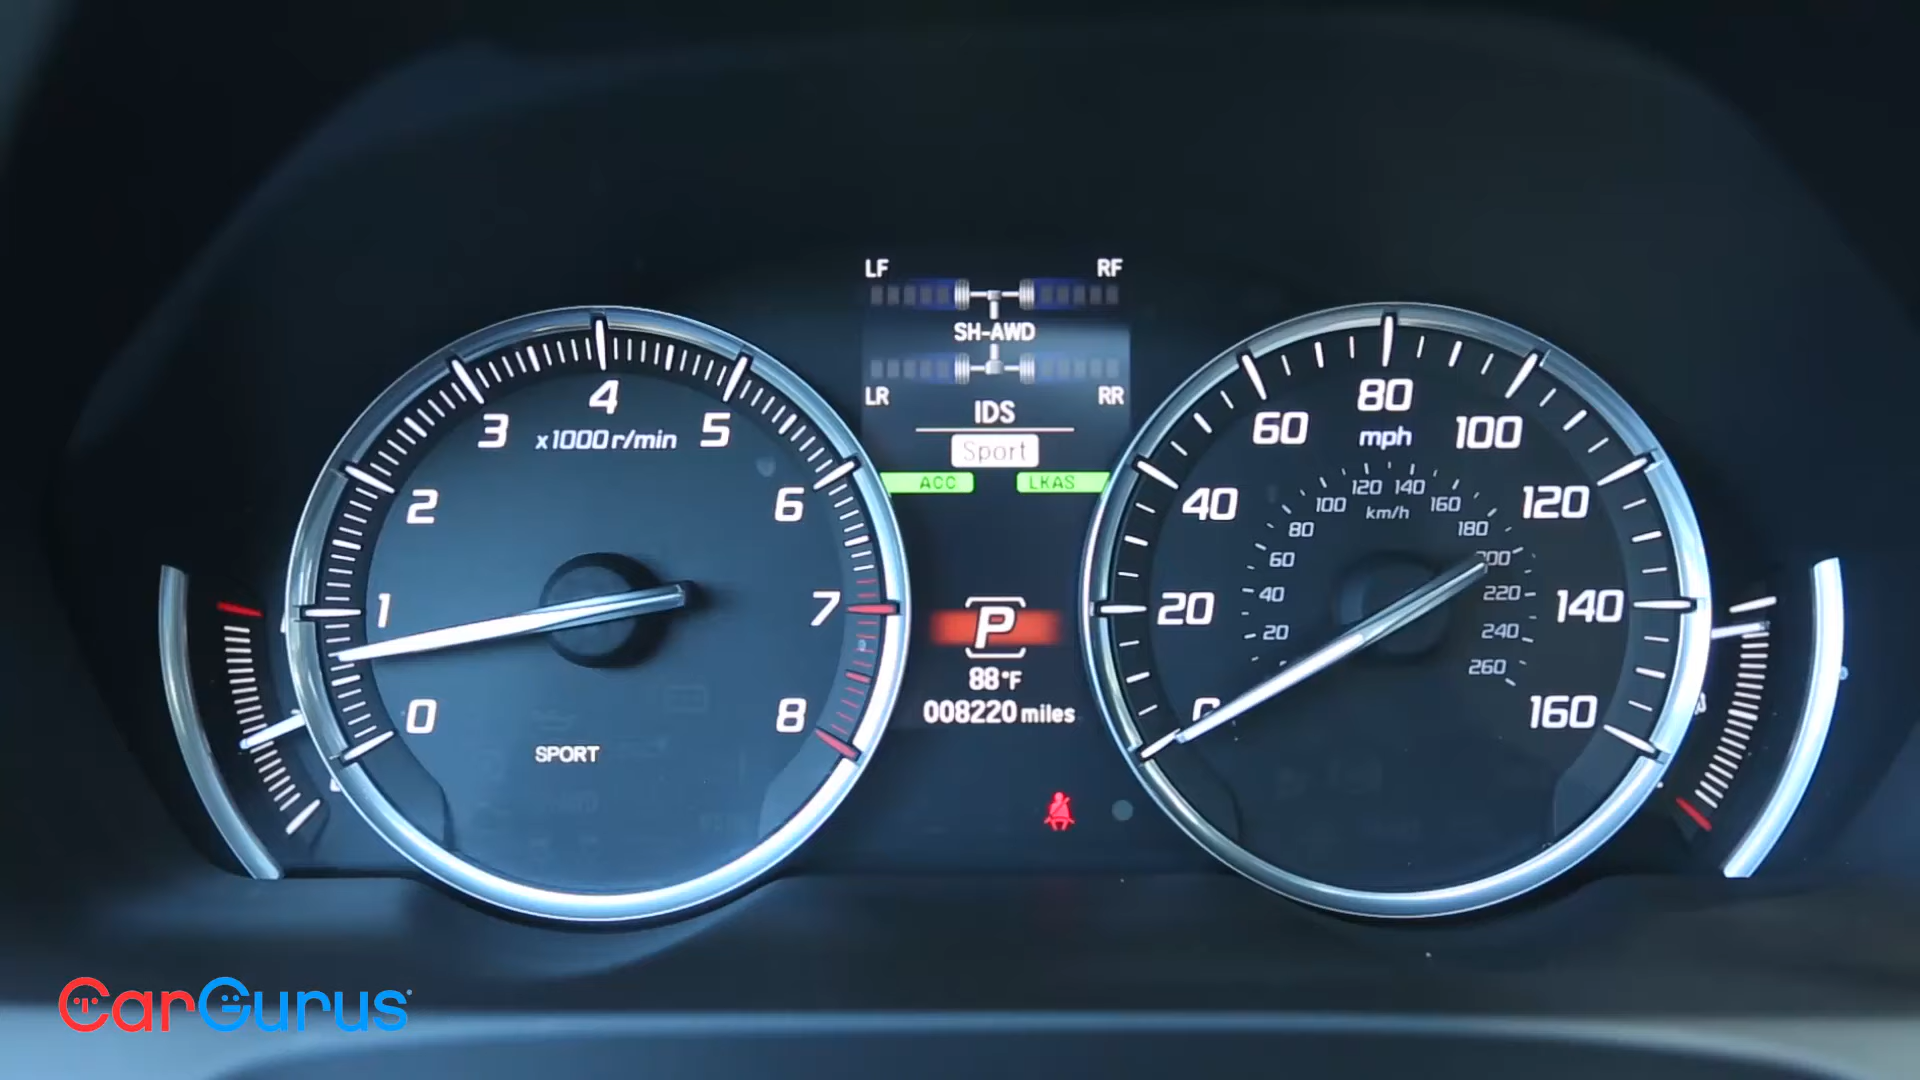 LF RF
SH-AWD
LR RR
IDS
Sport
ACC LKAS
P
88°F
008220 miles
0
1
2
3
4
5
6
7
8
x1000r/min
SPORT
0
20
40
60
80
100
120
140
160
mph
20
40
60
80
100
120
140
160
180
200
220
240
260
km/h
CarGurus